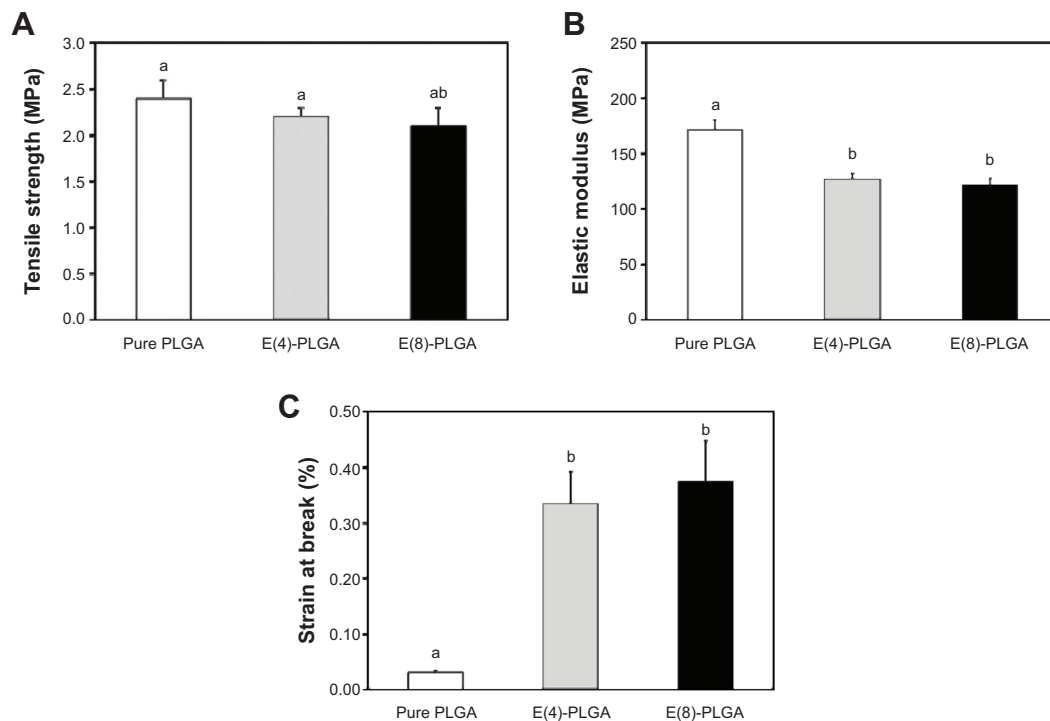 A
Tensile strength (MPa)
3.0
2.5
2.0
1.5
1.0
0.5
0.0
a
a
ab
Pure PLGA E(4)-PLGA E(8)-PLGA
B
Elastic modulus (MPa)
250
200
150
100
50
0
a
b
b
Pure PLGA E(4)-PLGA E(8)-PLGA
C
Strain at break (%)
0.50
0.40
0.30
0.20
0.10
0.00
a
b
b
Pure PLGA E(4)-PLGA E(8)-PLGA